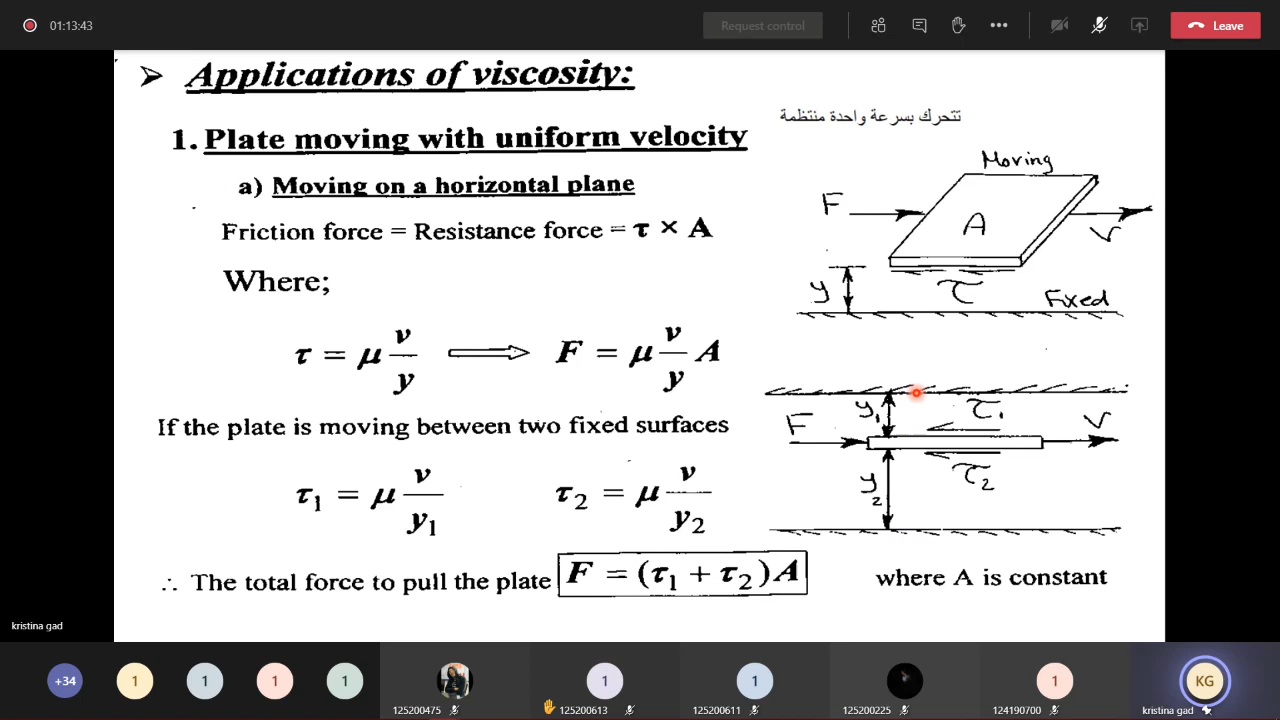 01:13:43
Request control
Leave
➢ Applications of viscosity:
تتحرك بسرعة واحدة منتظمة
1. Plate moving with uniform velocity
a) Moving on a horizontal plane
Friction force = Resistance force = τ × A
Where;
τ = μ v/y ⟹ F = μ v/y A
Moving
F
A
V
y
τ
Fixed
If the plate is moving between two fixed surfaces
τ₁ = μ v/y₁ τ₂ = μ v/y₂
y₁
τ₁
F
V
y₂
τ₂
∴ The total force to pull the plate F = (τ₁ + τ₂)A where A is constant
kristina gad
+34
1
1
1
1
125200475
1
125200613
1
125200611
125200225
1
124190700
KG
kristina gad